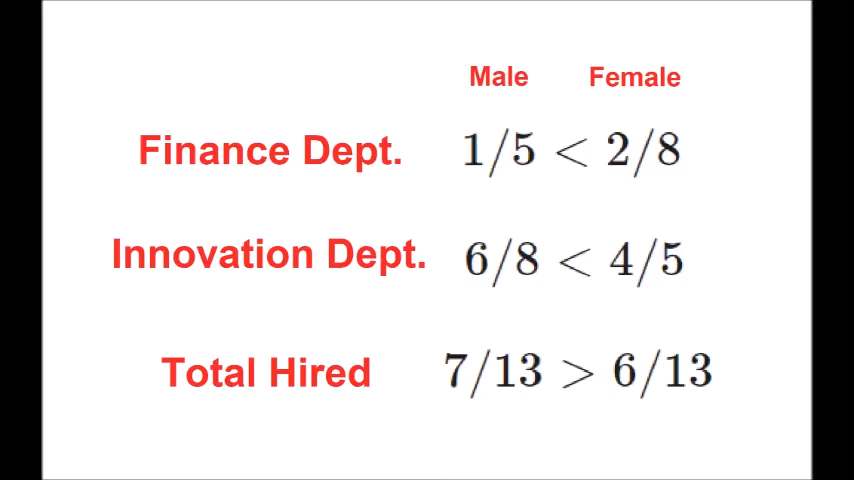 Male Female
Finance Dept. 1/5 < 2/8
Innovation Dept. 6/8 < 4/5
Total Hired 7/13 > 6/13